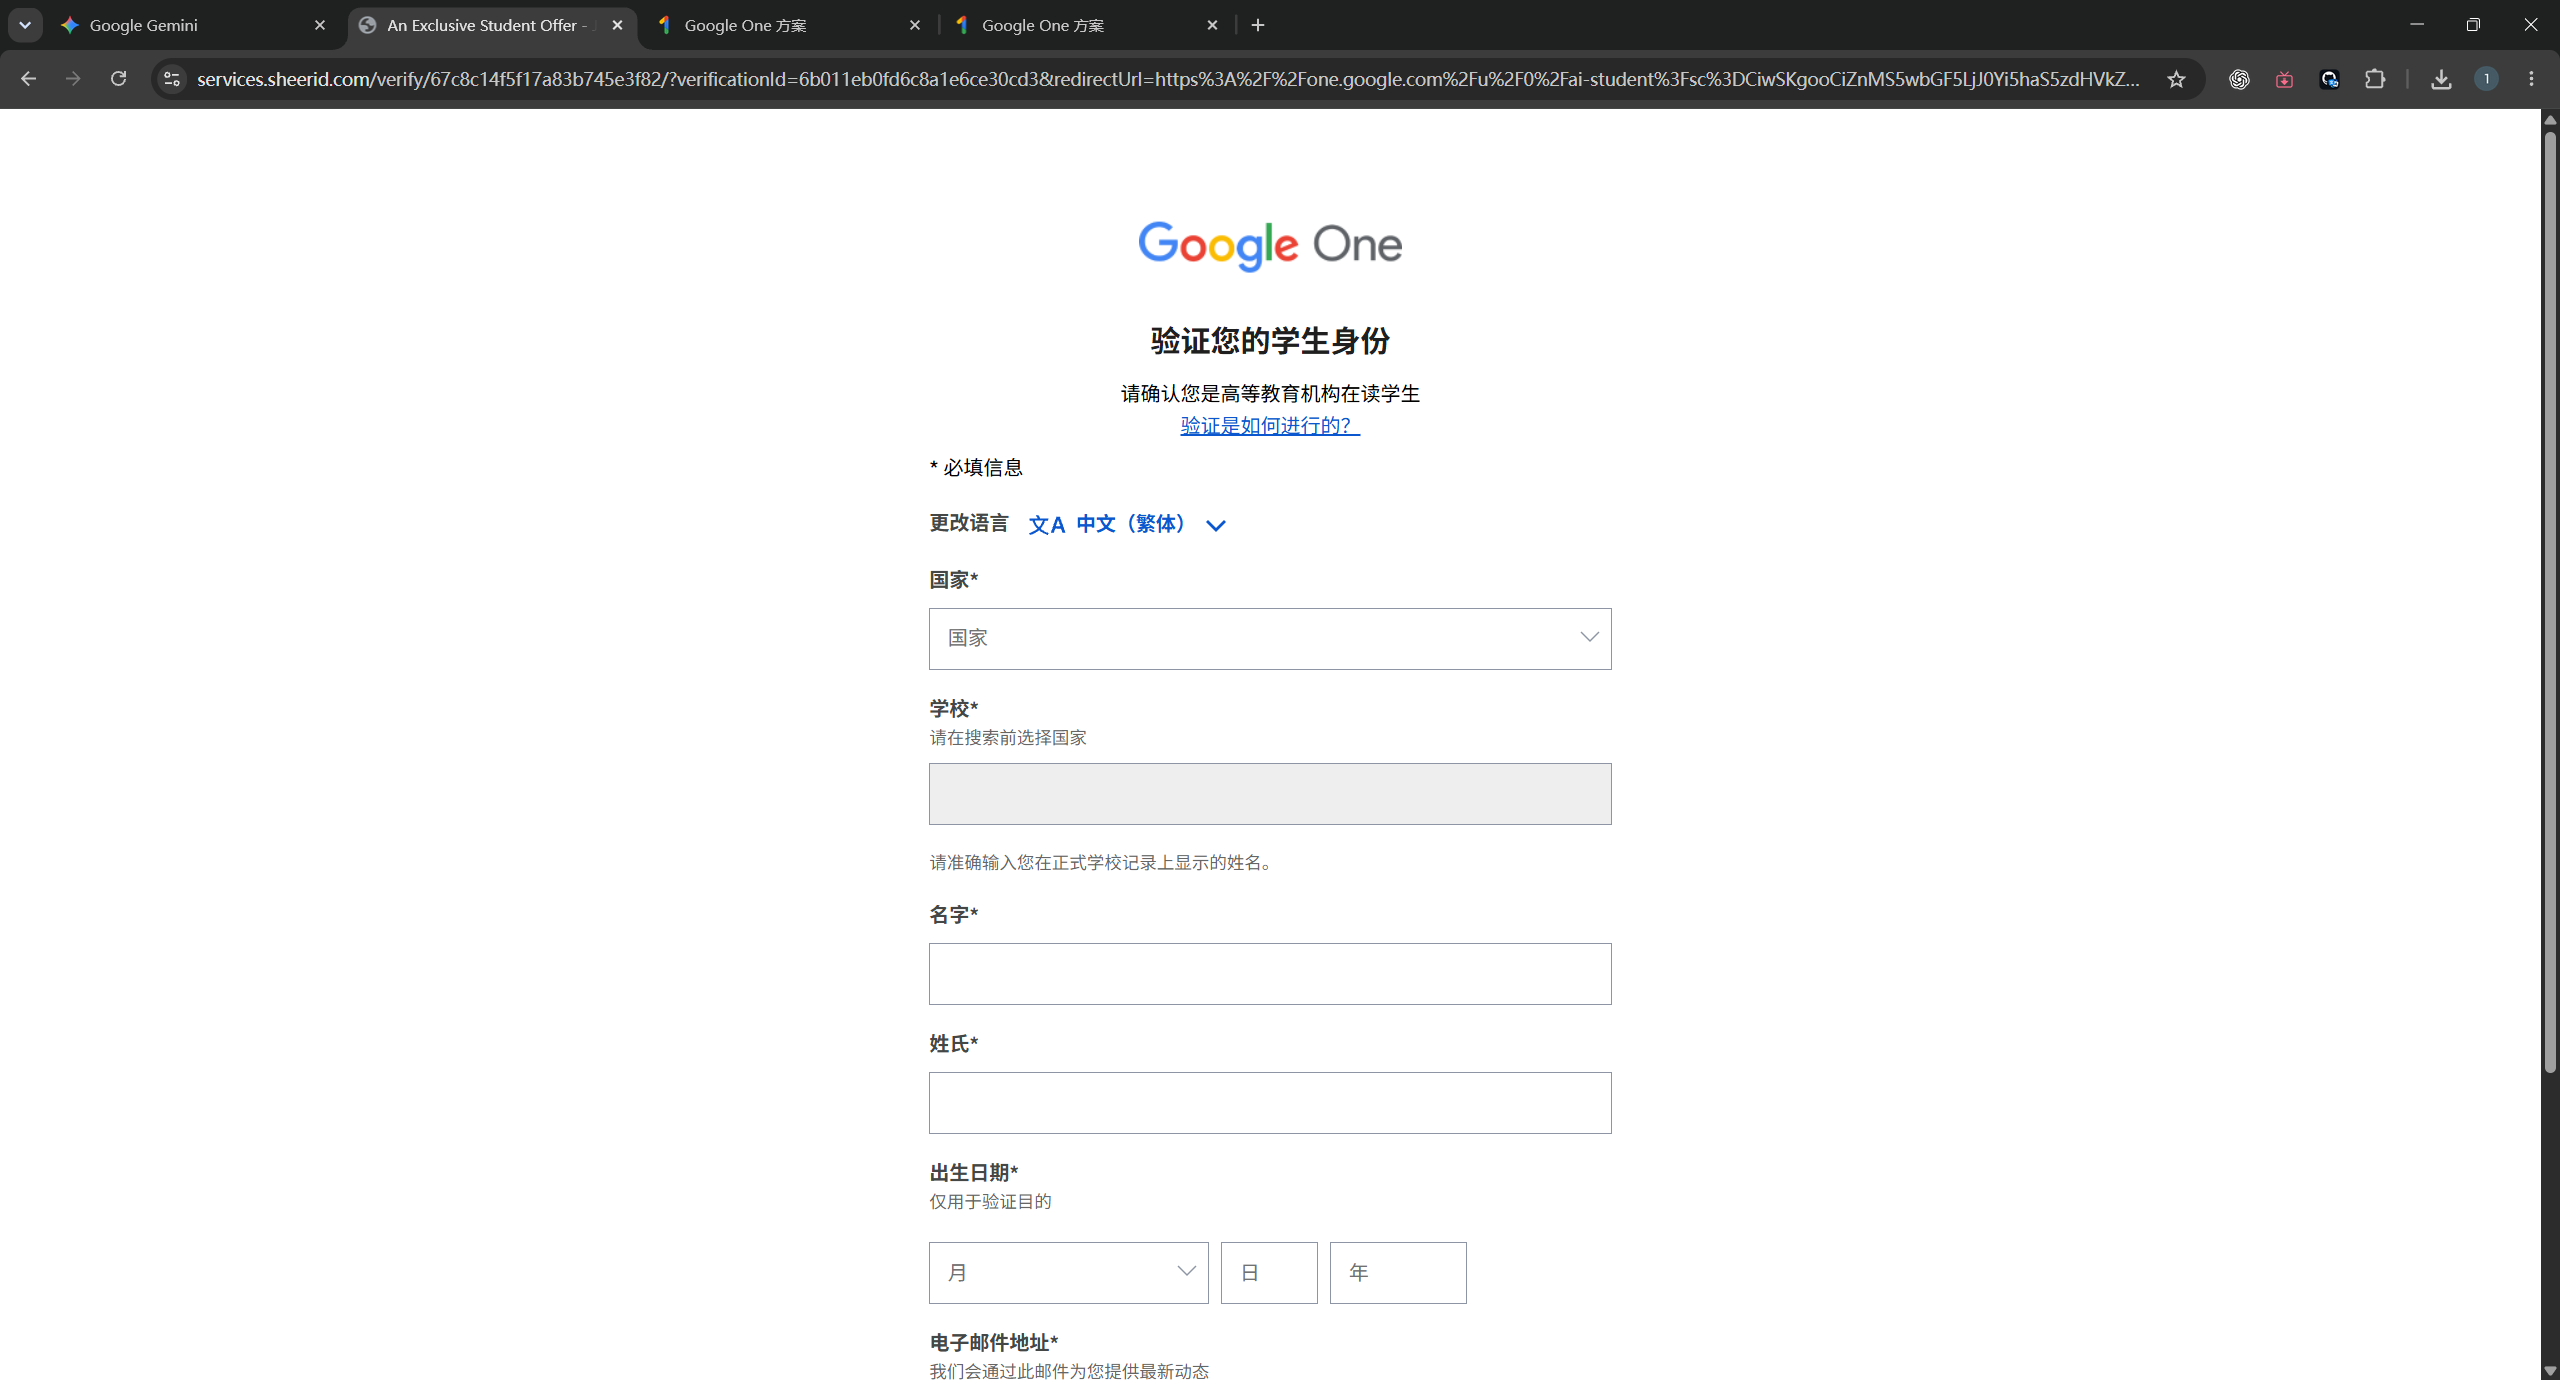 Google Gemini
An Exclusive Student Offer -
Google One 方案
Google One 方案
services.sheerid.com/verify/67c8c14f5f17a83b745e3f82/?verificationId=6b011eb0fd6c8a1e6ce30cd3&redirectUrl=https%3A%2F%2Fone.google.com%2Fu%2F0%2Fai-student%3Fsc%3DCiwSKgooCiZnMS5wbGF5LjJ0Yi5haS5zdHVkZ...
1
Google One
验证您的学生身份
请确认您是高等教育机构在读学生
验证是如何进行的？
* 必填信息
更改语言 文A 中文（繁体）
国家*
国家
学校*
请在搜索前选择国家
请准确输入您在正式学校记录上显示的姓名。
名字*
姓氏*
出生日期*
仅用于验证目的
月 日 年
电子邮件地址*
我们会通过此邮件为您提供最新动态